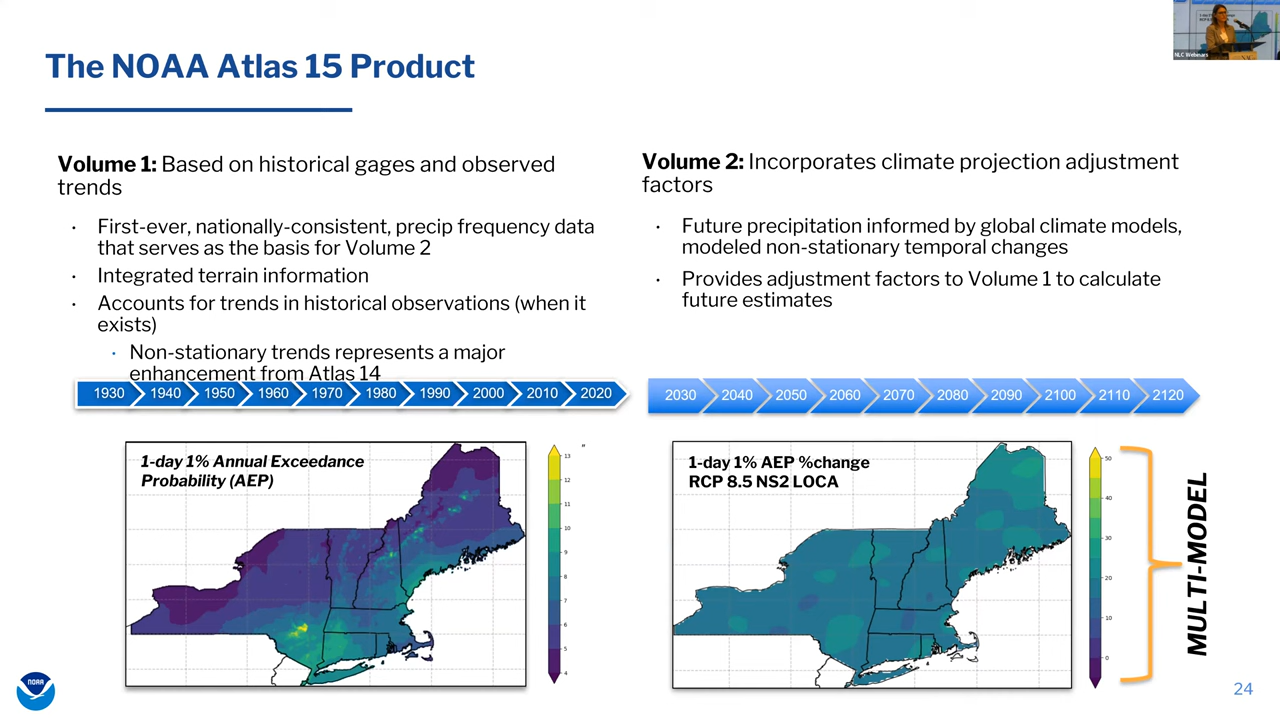 The NOAA Atlas 15 Product
NLC Webinars
Volume 1: Based on historical gages and observed
trends
· First-ever, nationally-consistent, precip frequency data
that serves as the basis for Volume 2
· Integrated terrain information
· Accounts for trends in historical observations (when it
exists)
· Non-stationary trends represents a major
enhancement from Atlas 14
1930 1940 1950 1960 1970 1980 1990 2000 2010 2020
1-day 1% Annual Exceedance
Probability (AEP)
"
13
12
11
10
9
8
7
6
5
4
Volume 2: Incorporates climate projection adjustment
factors
· Future precipitation informed by global climate models,
modeled non-stationary temporal changes
· Provides adjustment factors to Volume 1 to calculate
future estimates
2030 2040 2050 2060 2070 2080 2090 2100 2110 2120
1-day 1% AEP %change
RCP 8.5 NS2 LOCA
50
40
30
20
10
0
MULTI-MODEL
NOAA
24